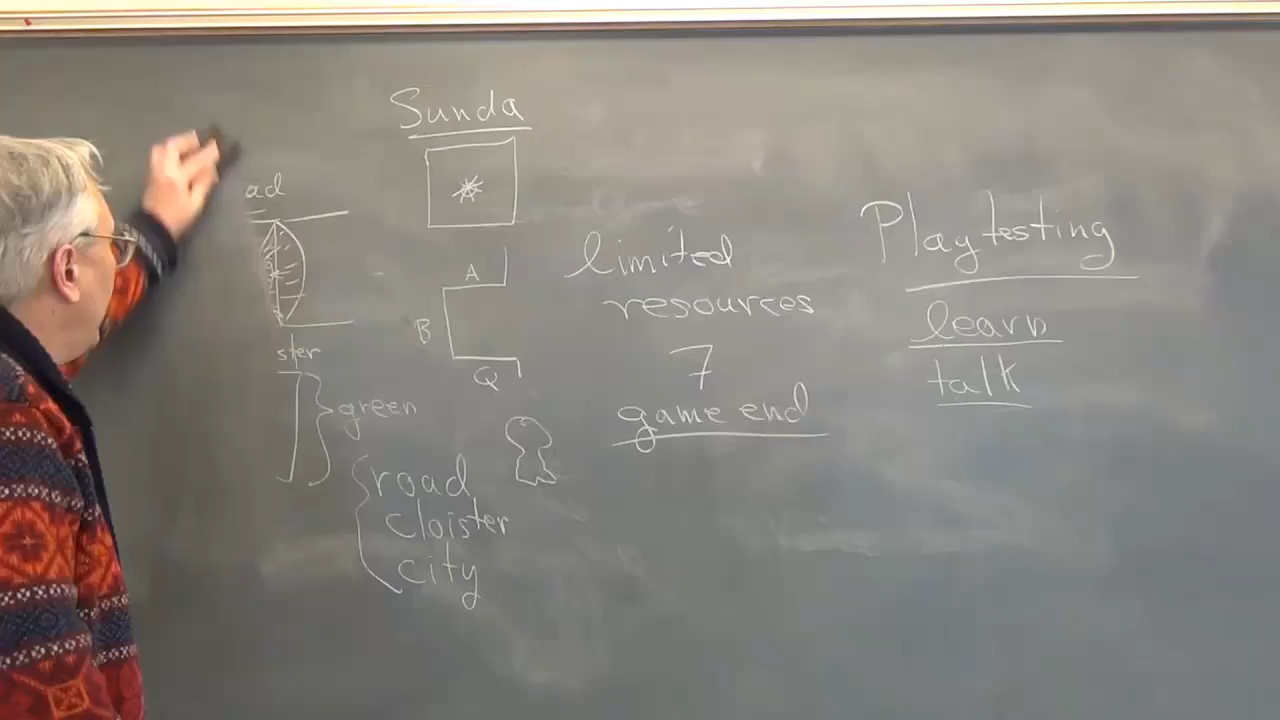 Sunda
ad
A
B
Q
ster
green
road
cloister
city
limited
resources
7
game end
Playtesting
learn
talk